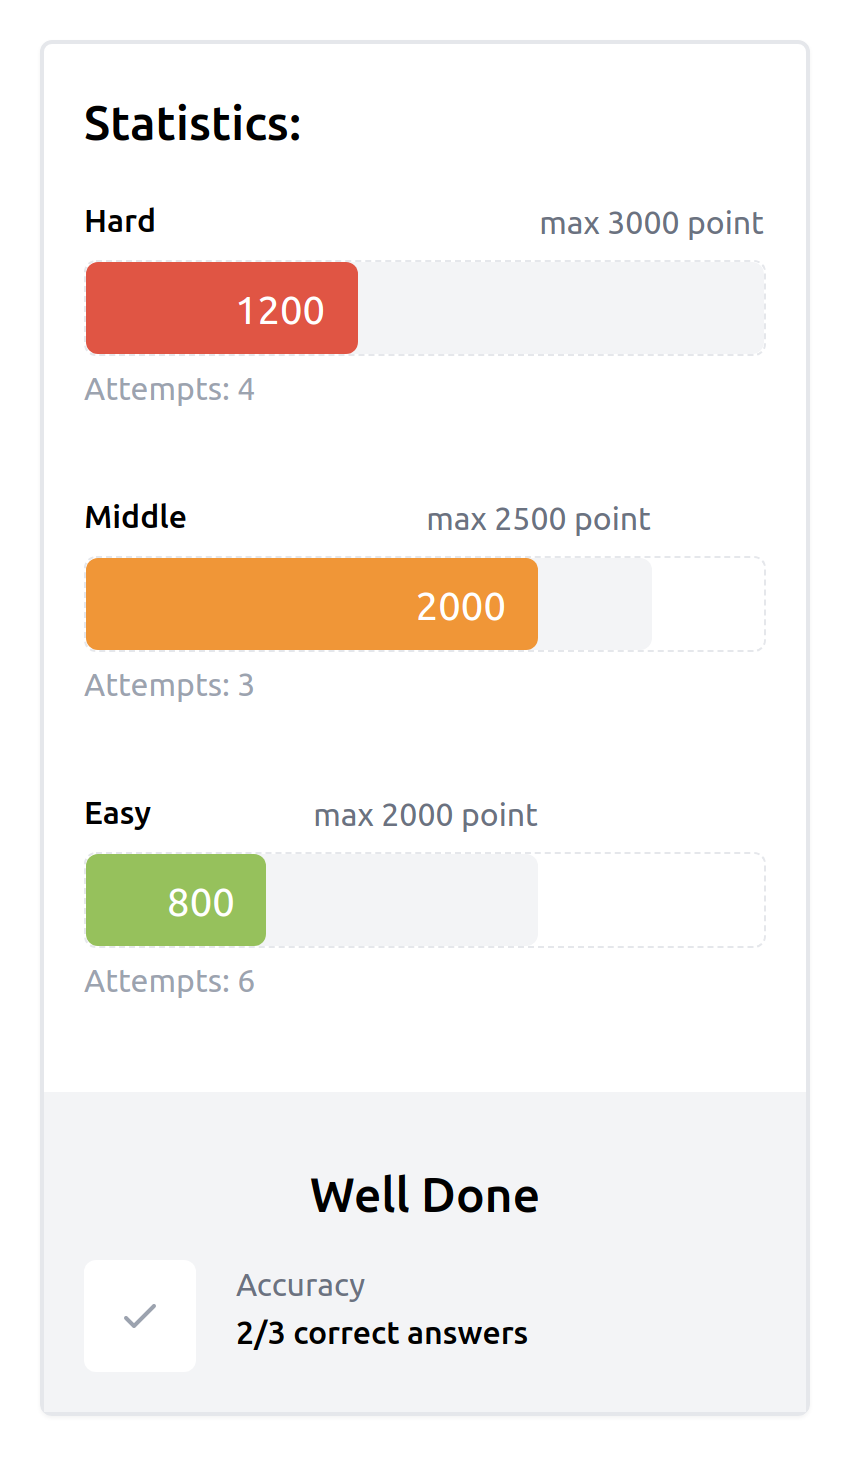 Statistics:
Hard
max 3000 point
1200
Attempts: 4
Middle
max 2500 point
2000
Attempts: 3
Easy
max 2000 point
800
Attempts: 6
Well Done
Accuracy
2/3 correct answers